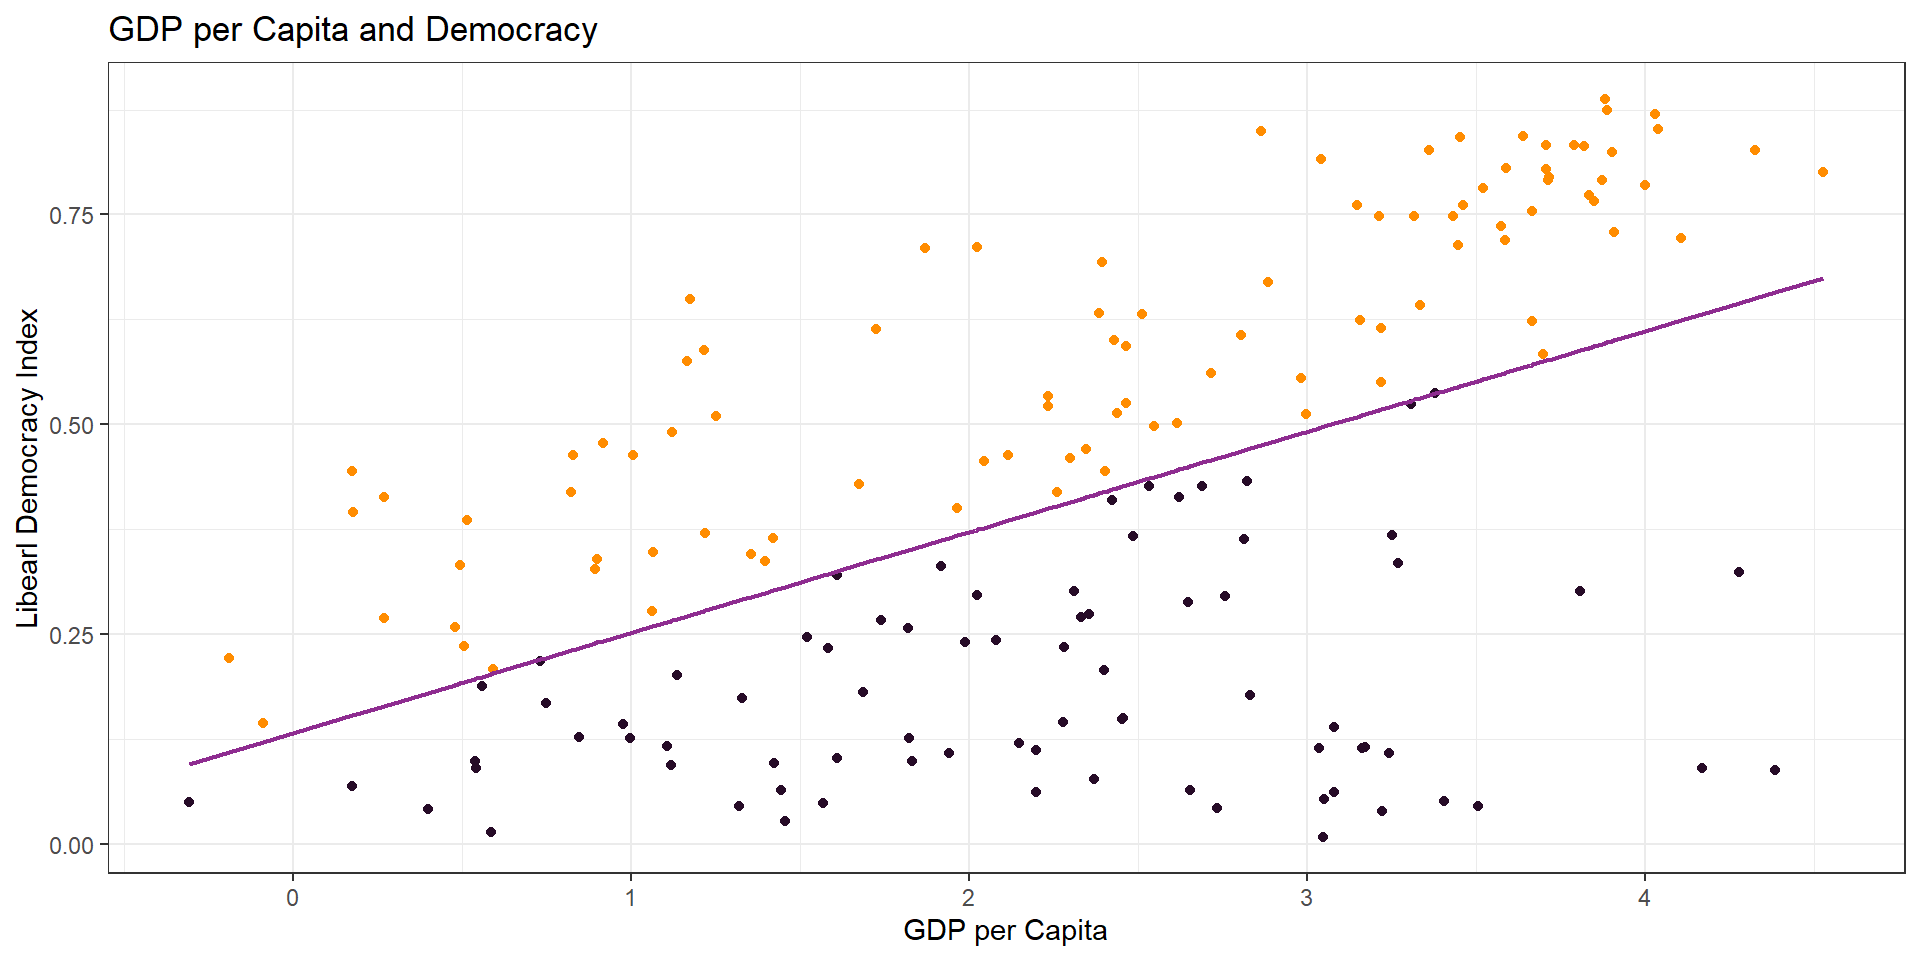 GDP per Capita and Democracy
Libearl Democracy Index
0.75
0.50
0.25
0.00
0 1 2 3 4
GDP per Capita